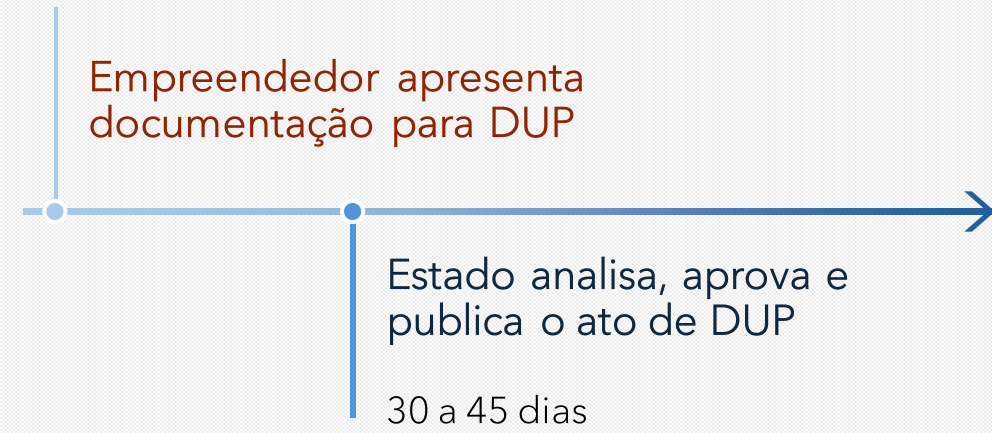 Empreendedor apresenta
documentação para DUP
Estado analisa, aprova e
publica o ato de DUP
30 a 45 dias